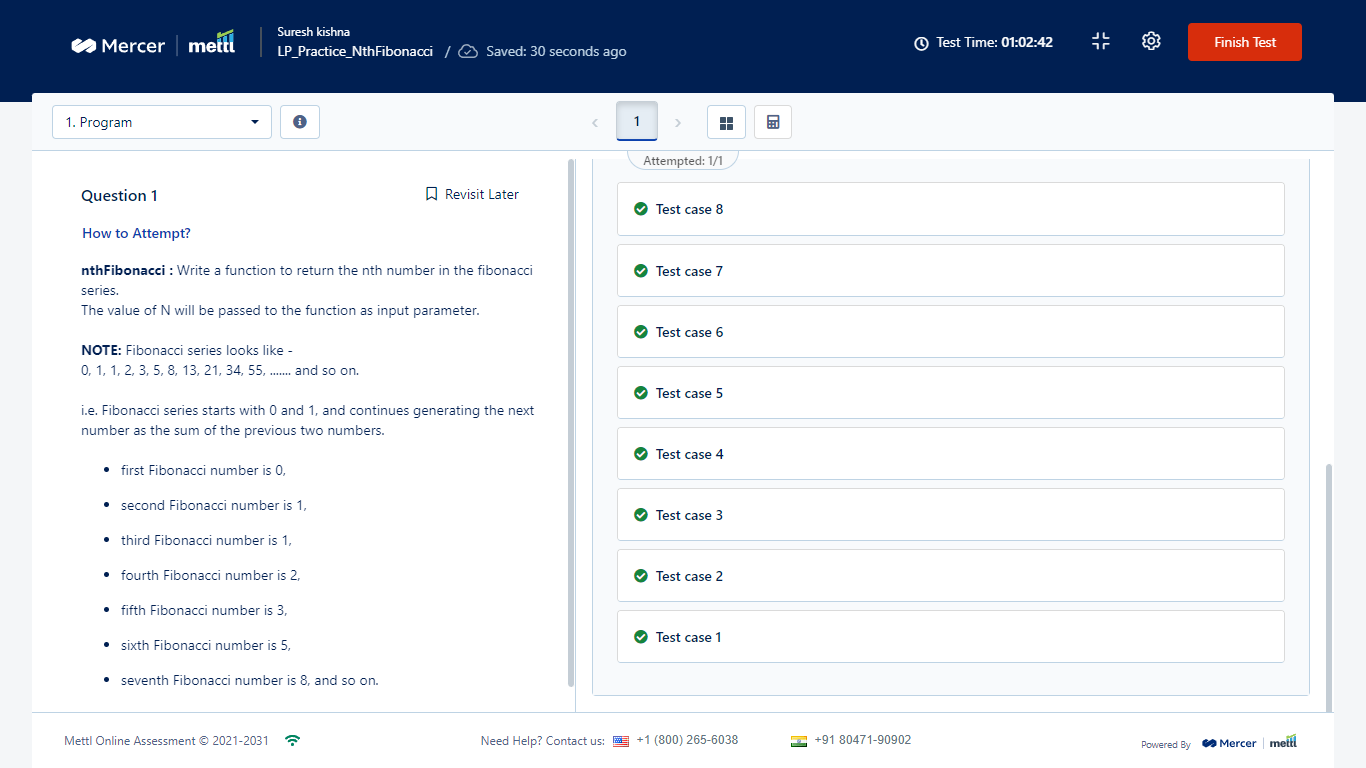 Mercer mettl
Suresh kishna
LP_Practice_NthFibonacci / Saved: 30 seconds ago
Test Time: 01:02:42
Finish Test
1. Program
1
Question 1
Revisit Later
How to Attempt?
nthFibonacci : Write a function to return the nth number in the fibonacci
series.
The value of N will be passed to the function as input parameter.
NOTE: Fibonacci series looks like -
0, 1, 1, 2, 3, 5, 8, 13, 21, 34, 55, ....... and so on.
i.e. Fibonacci series starts with 0 and 1, and continues generating the next
number as the sum of the previous two numbers.
first Fibonacci number is 0,
second Fibonacci number is 1,
third Fibonacci number is 1,
fourth Fibonacci number is 2,
fifth Fibonacci number is 3,
sixth Fibonacci number is 5,
seventh Fibonacci number is 8, and so on.
Attempted: 1/1
Test case 8
Test case 7
Test case 6
Test case 5
Test case 4
Test case 3
Test case 2
Test case 1
Mettl Online Assessment © 2021-2031
Need Help? Contact us: +1 (800) 265-6038
+91 80471-90902
Powered By Mercer mettl